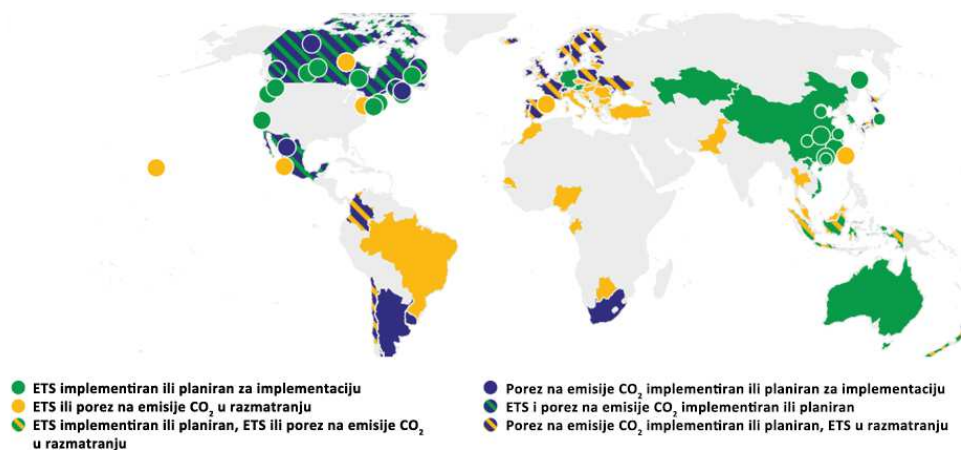 ETS implementiran ili planiran za implementaciju
ETS ili porez na emisije CO₂ u razmatranju
ETS implementiran ili planiran, ETS ili porez na emisije CO₂
u razmatranju
Porez na emisije CO₂ implementiran ili planiran za implementaciju
ETS i porez na emisije CO₂ implementiran ili planiran
Porez na emisije CO₂ implementiran ili planiran, ETS u razmatranju